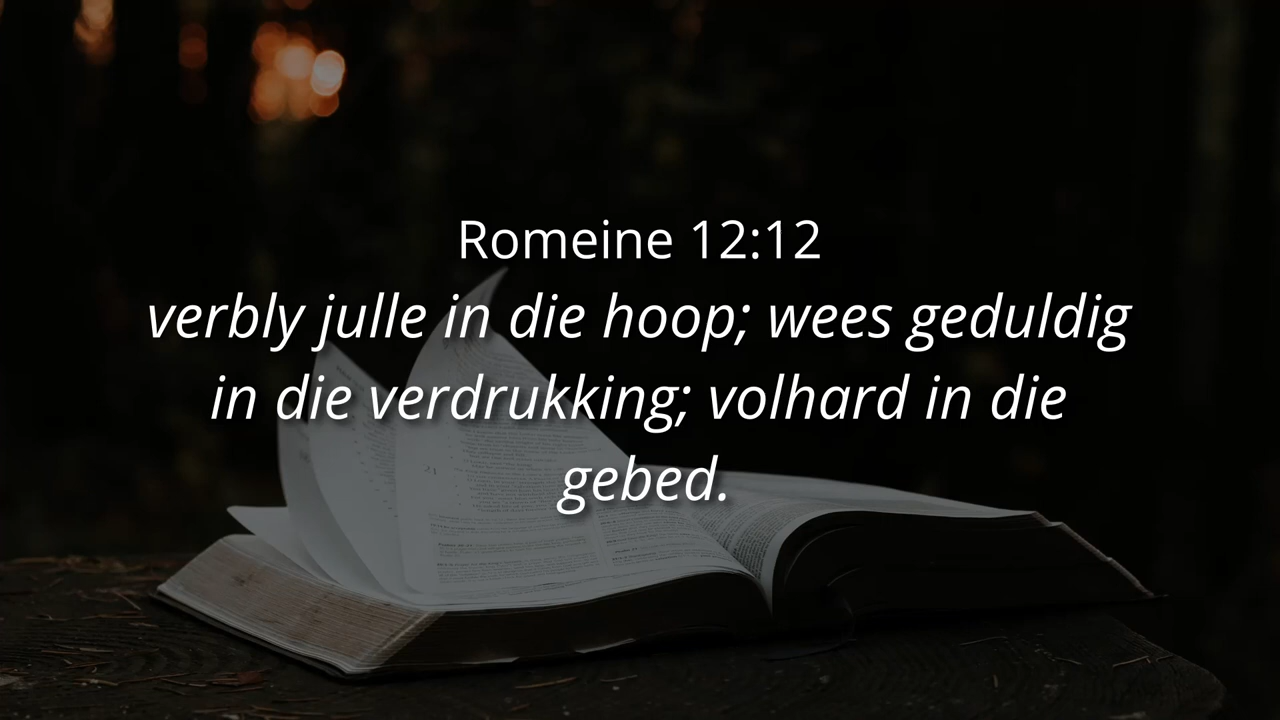 Romeine 12:12
verbly julle in die hoop; wees geduldig
in die verdrukking; volhard in die
gebed.